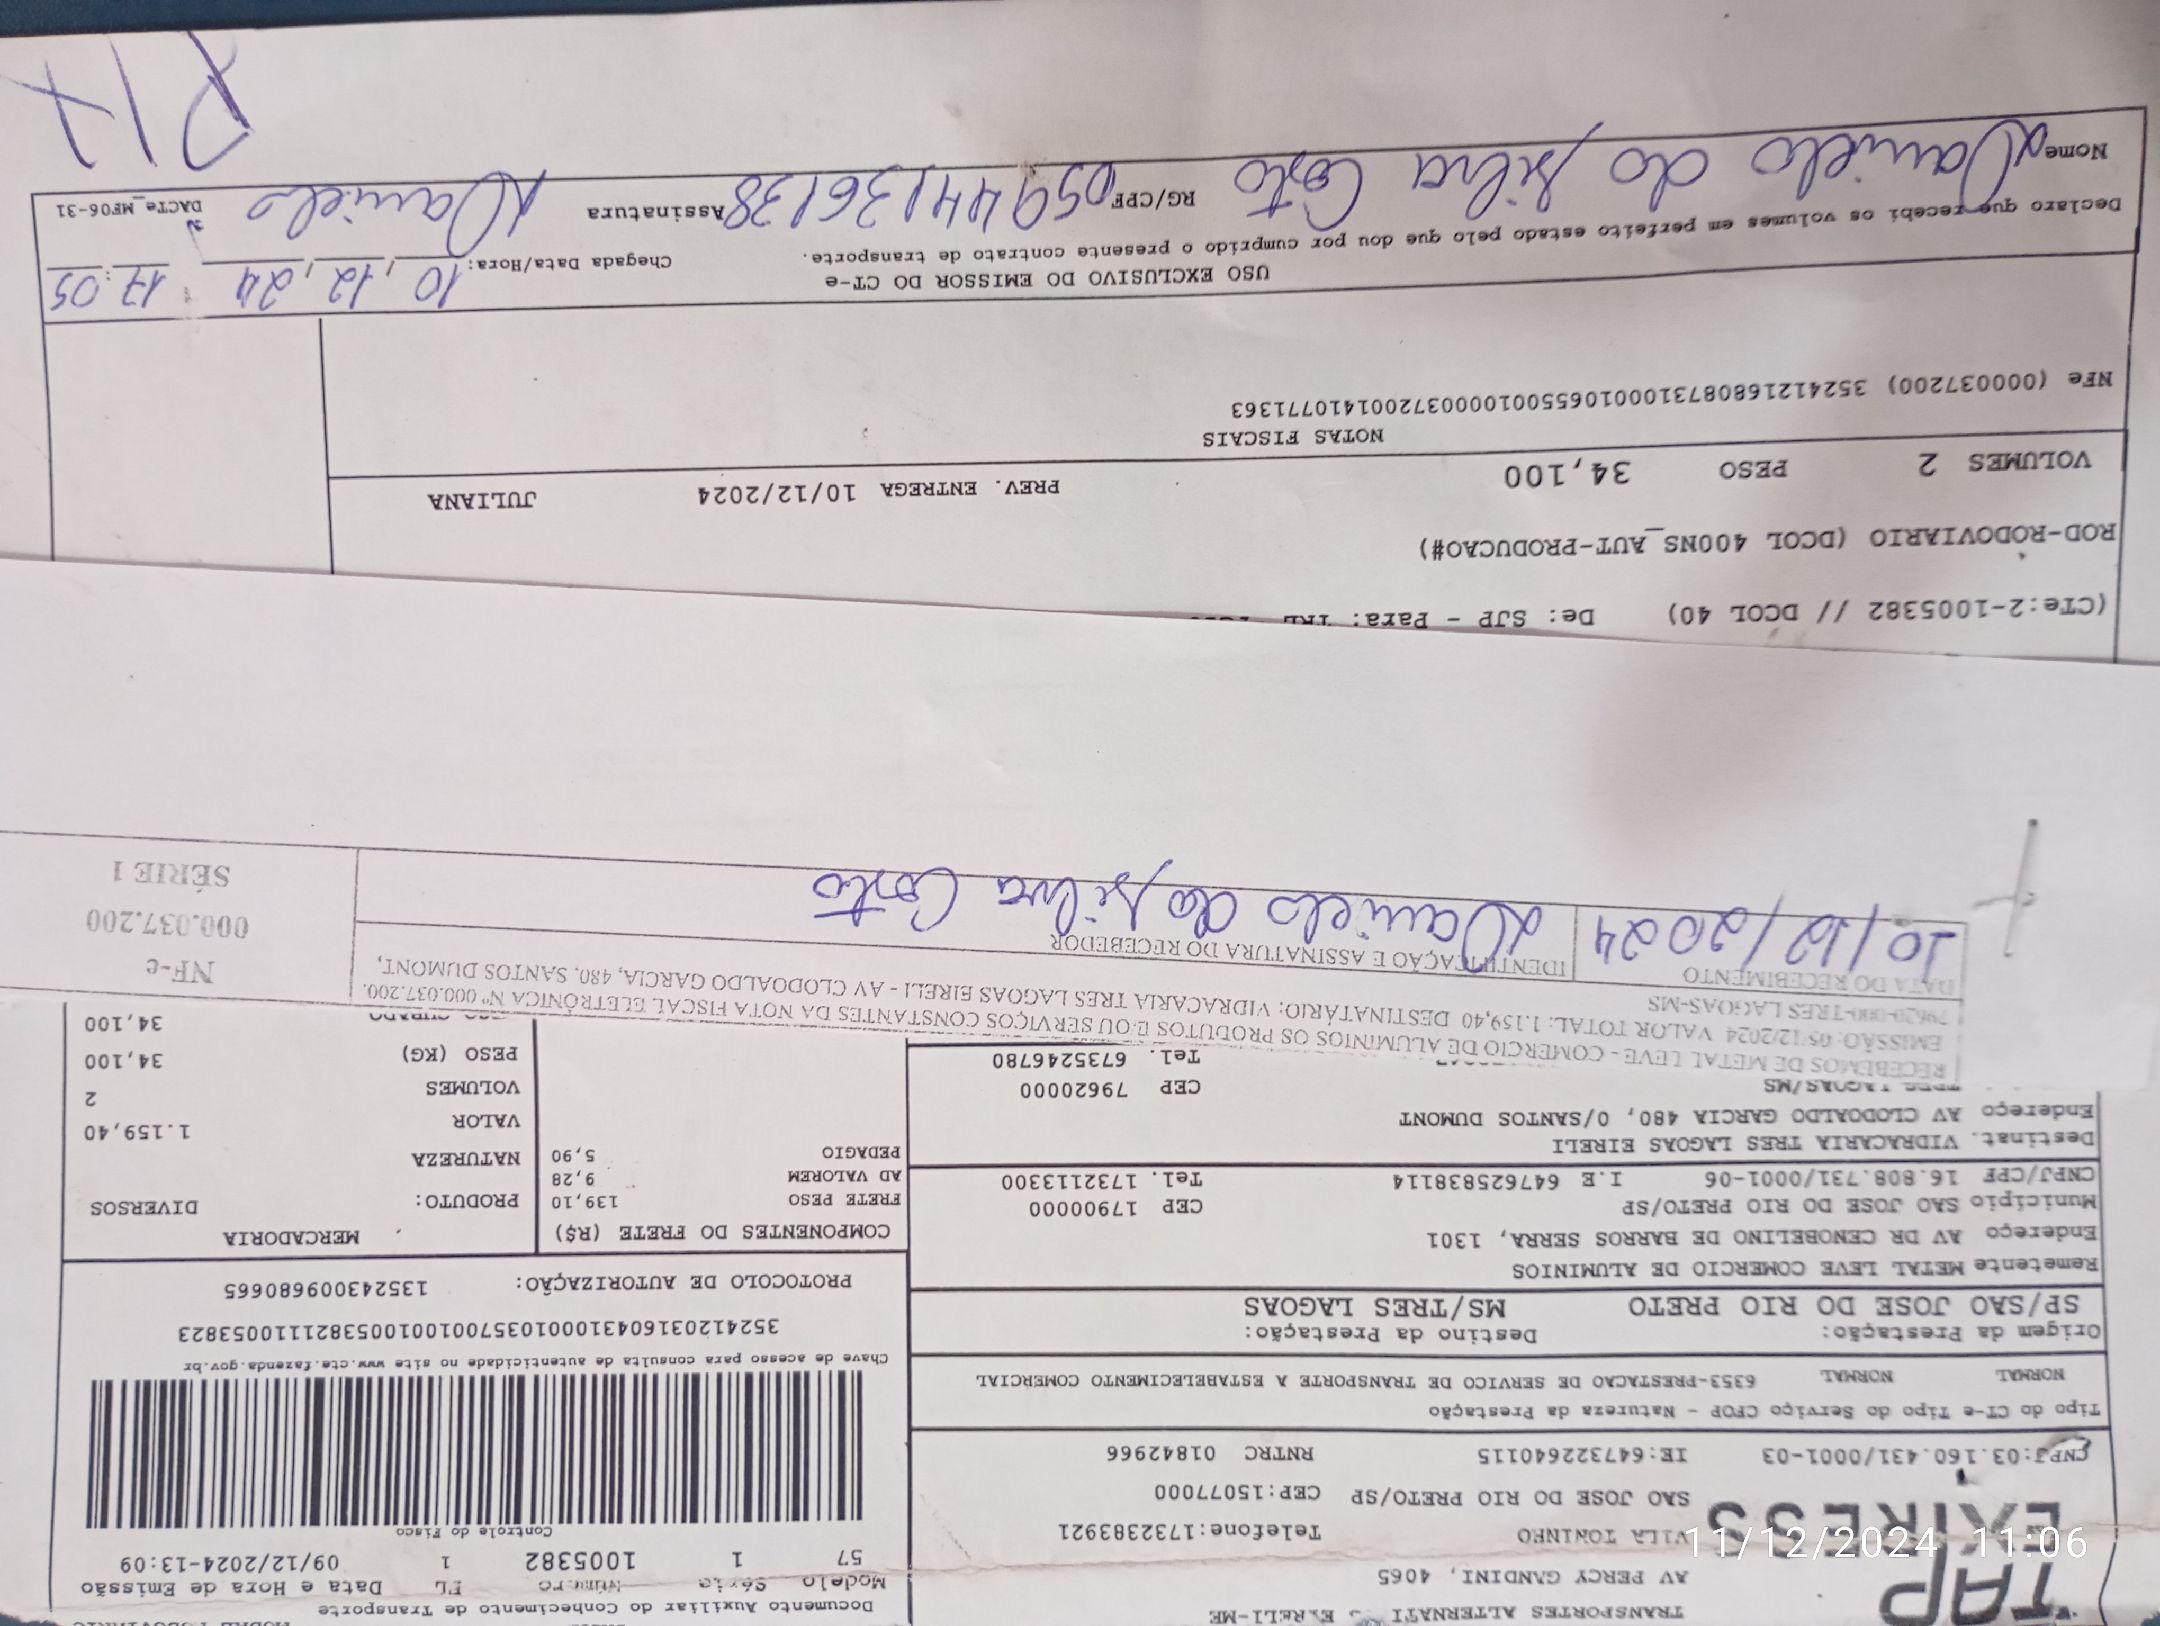 Documento Auxiliar do Conhecimento de Transporte
Modelo Série Número FL Data e Hora de Emissão
57 1 1005382 1 09/12/2024-13:09
Controle do Fisco
Chave de acesso para consulta de autenticidade no site www.cte.fazenda.gov.br
35241203160431000103570010010053821110053823
PROTOCOLO DE AUTORIZAÇÃO: 135243009680665
TAP
EXPRESS
TRANSPORTES ALTERNATI
AV PERCY GANDINI, 4065
VILA TONINHO Telefone:1732383921
SAO JOSE DO RIO PRETO/SP CEP:15077000
CNPJ:03.160.431/0001-03 IE:647322640115 RNTRC 01842966
Tipo do CT-e Tipo do Serviço CFOP - Natureza da Prestação
NORMAL NORMAL 6353-PRESTACAO DE SERVICO DE TRANSPORTE A ESTABELECIMENTO COMERCIAL
Origem da Prestação: Destino da Prestação:
SP/SAO JOSE DO RIO PRETO MS/TRES LAGOAS
Remetente METAL LEVE COMERCIO DE ALUMINIOS
Endereço AV DR CENOBELINO DE BARROS SERRA, 1301
Município SAO JOSE DO RIO PRETO/SP CEP 17900000
CNPJ/CPF 16.808.731/0001-06 I.E 647625838114 Tel. 1732113300
Destinat. VIDRACARIA TRES LAGOAS EIRELI
Endereço AV CLODOALDO GARCIA 480, 0/SANTOS DUMONT
TRES LAGOAS/MS CEP 79620000
Tel. 6735246780
COMPONENTES DO FRETE (R$)
FRETE PESO 139,10
AD VALOREM 9,28
PEDAGIO 5,90
MERCADORIA
PRODUTO: DIVERSOS
NATUREZA
VALOR 1.159,40
VOLUMES 2
PESO (KG) 34,100
34,100
RECEBEMOS DE METAL LEVE - COMERCIO DE ALUMINIOS OS PRODUTOS E/OU SERVIÇOS CONSTANTES DA NOTA FISCAL ELETRÔNICA Nº 000.037.200.
EMISSÃO: 05/12/2024 VALOR TOTAL: 1.159,40 DESTINATÁRIO: VIDRACARIA TRES LAGOAS EIRELI - AV CLODOALDO GARCIA, 480, SANTOS DUMONT,
79620-000-TRES LAGOAS-MS
DATA DO RECEBIMENTO
10/12/2024
IDENTIFICAÇÃO E ASSINATURA DO RECEBEDOR
Daniela da Silva Costa
NF-e
000.037.200
SÉRIE 1
(CTe:2-1005382 // DCOL 40) De: SJP - Para:
ROD-RODOVIARIO (DCOL 400NS_AUT-PRODUCAO#)
VOLUMES 2 PESO 34,100 PREV. ENTREGA 10/12/2024 JULIANA
NOTAS FISCAIS
NFe (000037200) 35241216808731000106550010000372001410771363
USO EXCLUSIVO DO EMISSOR DO CT-e
Chegada Data/Hora: 10/12/24 17:05
Declaro que recebi os volumes em perfeito estado pelo que dou por cumprido o presente contrato de transporte.
Nome Daniela da Silva Costa RG/CPF 05944136138 Assinatura Daniela DACTe_MF06-31
11/12/2024 11:06